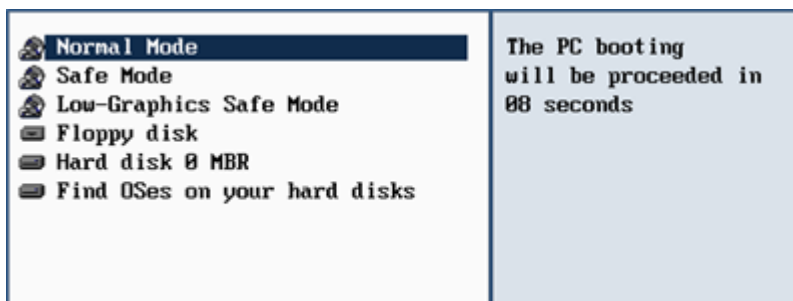 Normal Mode
Safe Mode
Low-Graphics Safe Mode
Floppy disk
Hard disk 0 MBR
Find OSes on your hard disks
The PC booting
will be proceeded in
08 seconds